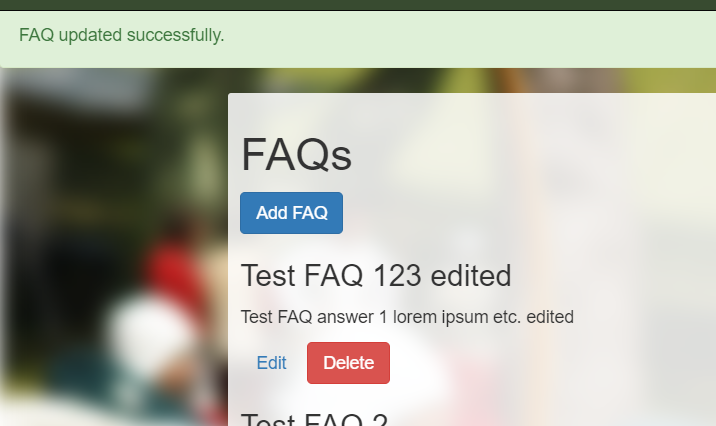 FAQ updated successfully.
FAQs
Add FAQ
Test FAQ 123 edited
Test FAQ answer 1 lorem ipsum etc. edited
Edit Delete
Test FAQ 2